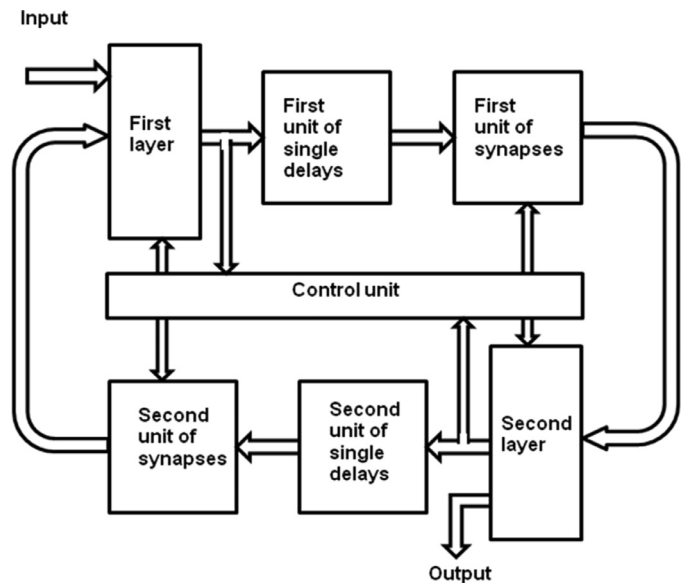 Input
First
layer
First
unit of
single
delays
First
unit of
synapses
Control unit
Second
unit of
synapses
Second
unit of
single
delays
Second
layer
Output